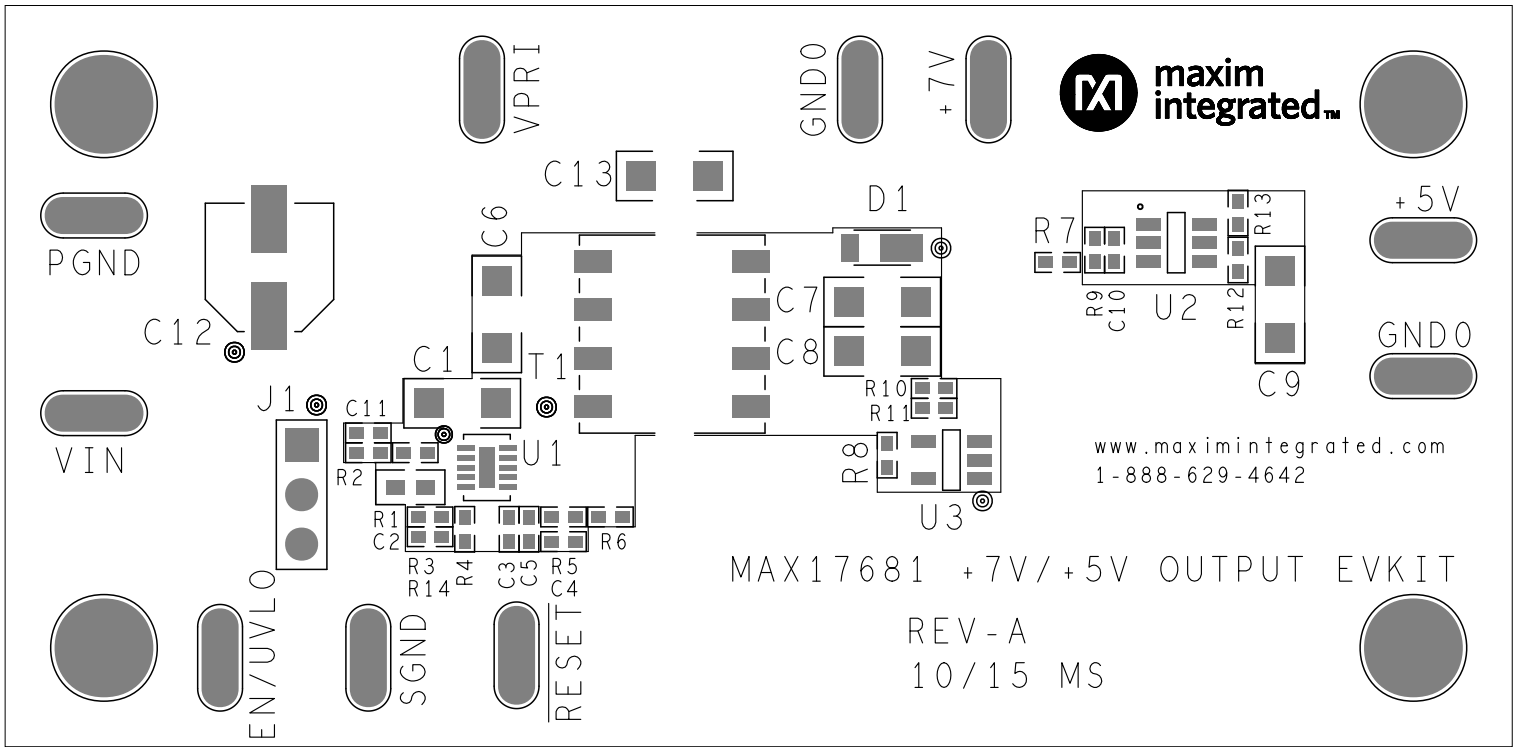 VPRI
GND0
+7V
maxim
integrated™
C13
PGND
C6
D1
R7
R13
+5V
C12
C7
R9
C10
U2
R12
GND0
C8
C1
T1
C9
J1
C11
R10
R11
VIN
R2
U1
R8
www.maximintegrated.com
1-888-629-4642
R1
C2
U3
R3
R14
R4
C3
C5
R5
C4
R6
MAX17681 +7V/+5V OUTPUT EVKIT
EN/UVLO
SGND
RESET
REV-A
10/15 MS